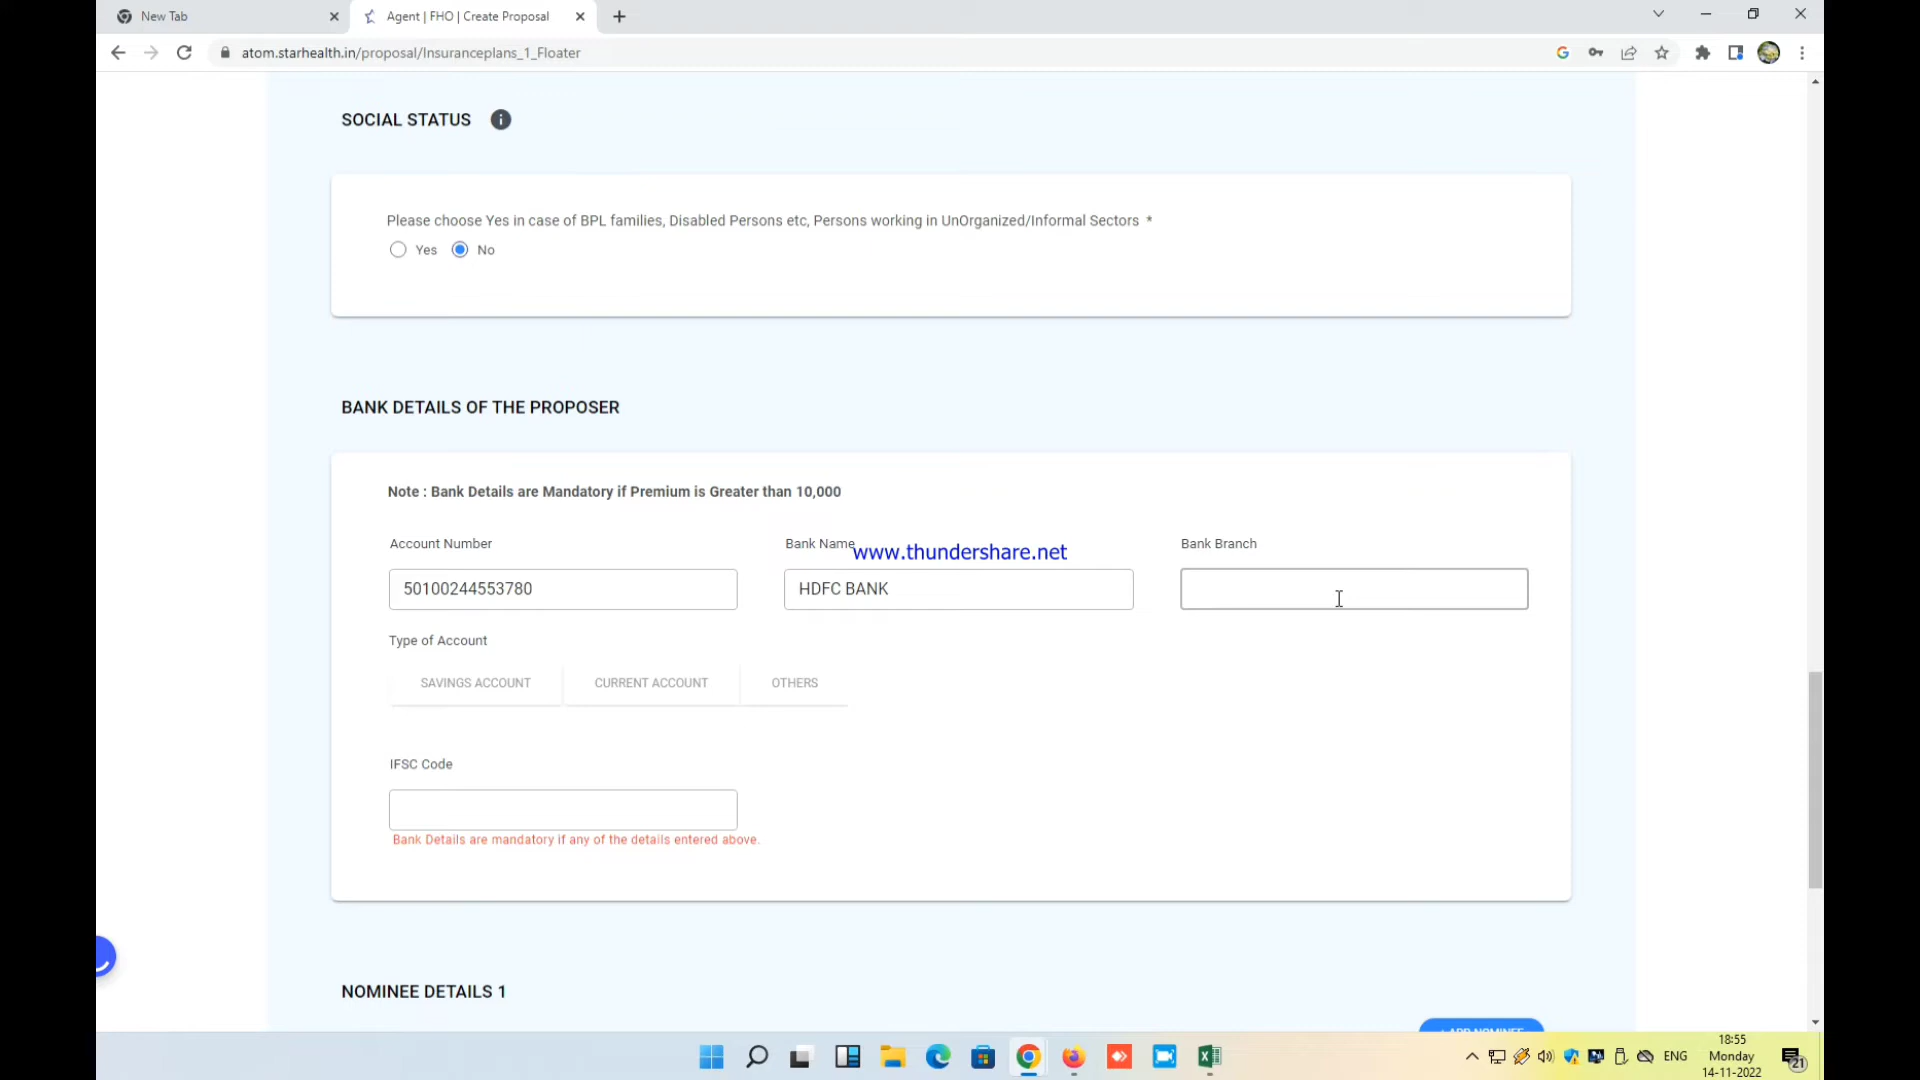 New Tab
Agent | FHO | Create Proposal
atom.starhealth.in/proposal/Insuranceplans_1_Floater
SOCIAL STATUS
Please choose Yes in case of BPL families, Disabled Persons etc, Persons working in UnOrganized/Informal Sectors *
Yes No
BANK DETAILS OF THE PROPOSER
Note : Bank Details are Mandatory if Premium is Greater than 10,000
Account Number Bank Name Bank Branch
www.thundershare.net
50100244553780 HDFC BANK
Type of Account
SAVINGS ACCOUNT CURRENT ACCOUNT OTHERS
IFSC Code
Bank Details are mandatory if any of the details entered above.
NOMINEE DETAILS 1
ADD NOMINEE
ENG
18:55
Monday
14-11-2022
21